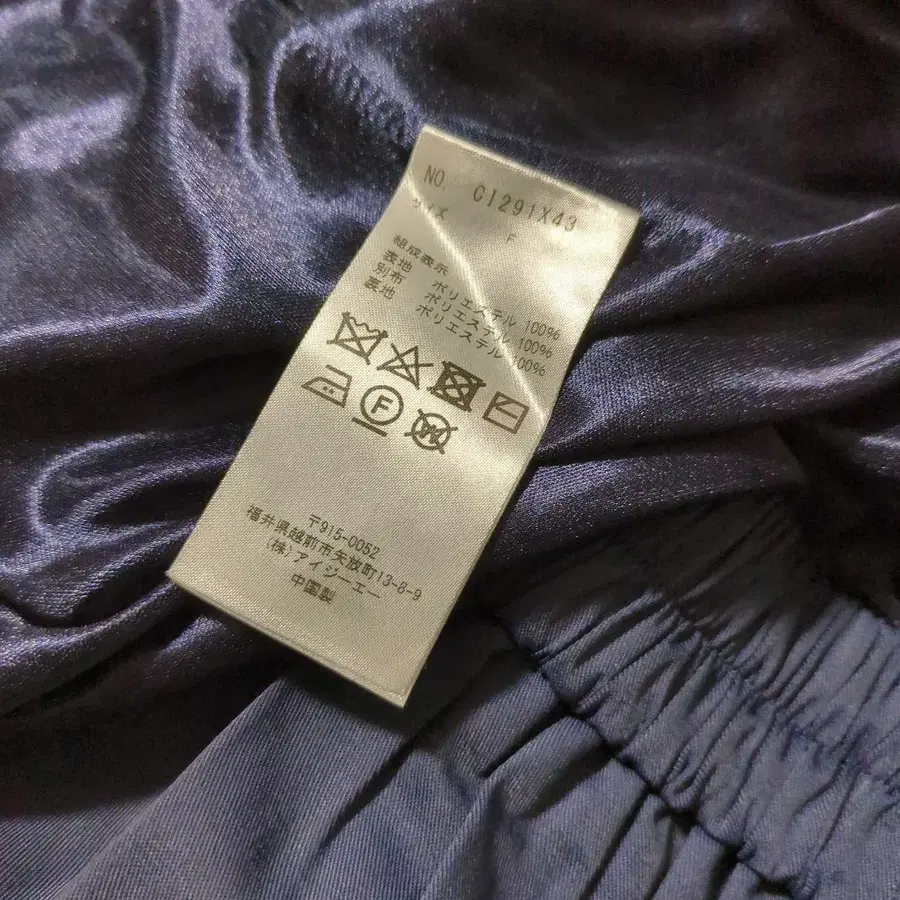 NO. C1291X43
サイズ F
組成表示
表地 ポリエステル 100%
別布 ポリエステル 100%
裏地 ポリエステル 100%
F
W
〒915-0052
福井県越前市矢放町13-8-9
(株)アイジーエー
中国製